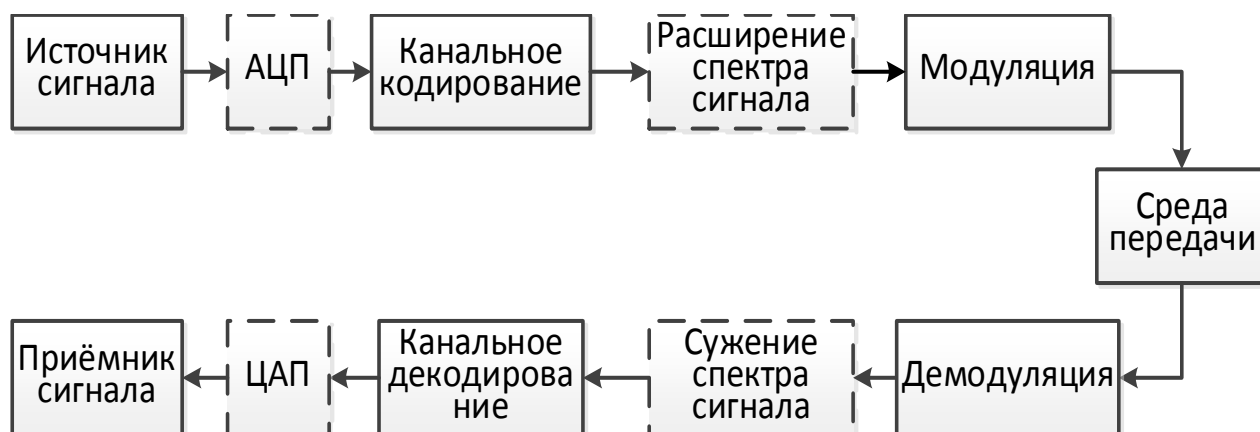 Источник
сигнала
АЦП
Канальное
кодирование
Расширение
спектра
сигнала
Модуляция
Среда
передачи
Приёмник
сигнала
ЦАП
Канальное
декодирова
ние
Сужение
спектра
сигнала
Демодуляция